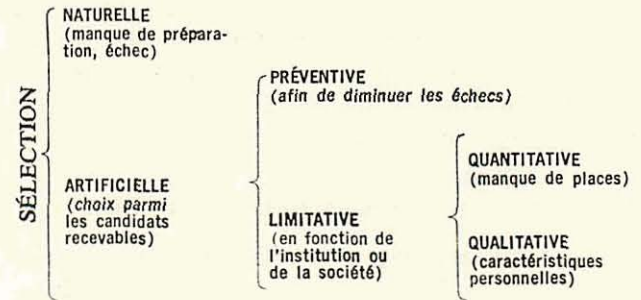 SÉLECTION
NATURELLE
(manque de prépara-
tion, échec)
ARTIFICIELLE
(choix parmi
les candidats
recevables)
PRÉVENTIVE
(afin de diminuer les échecs)
LIMITATIVE
(en fonction de
l'institution ou
de la société)
QUANTITATIVE
(manque de places)
QUALITATIVE
(caractéristiques
personnelles)